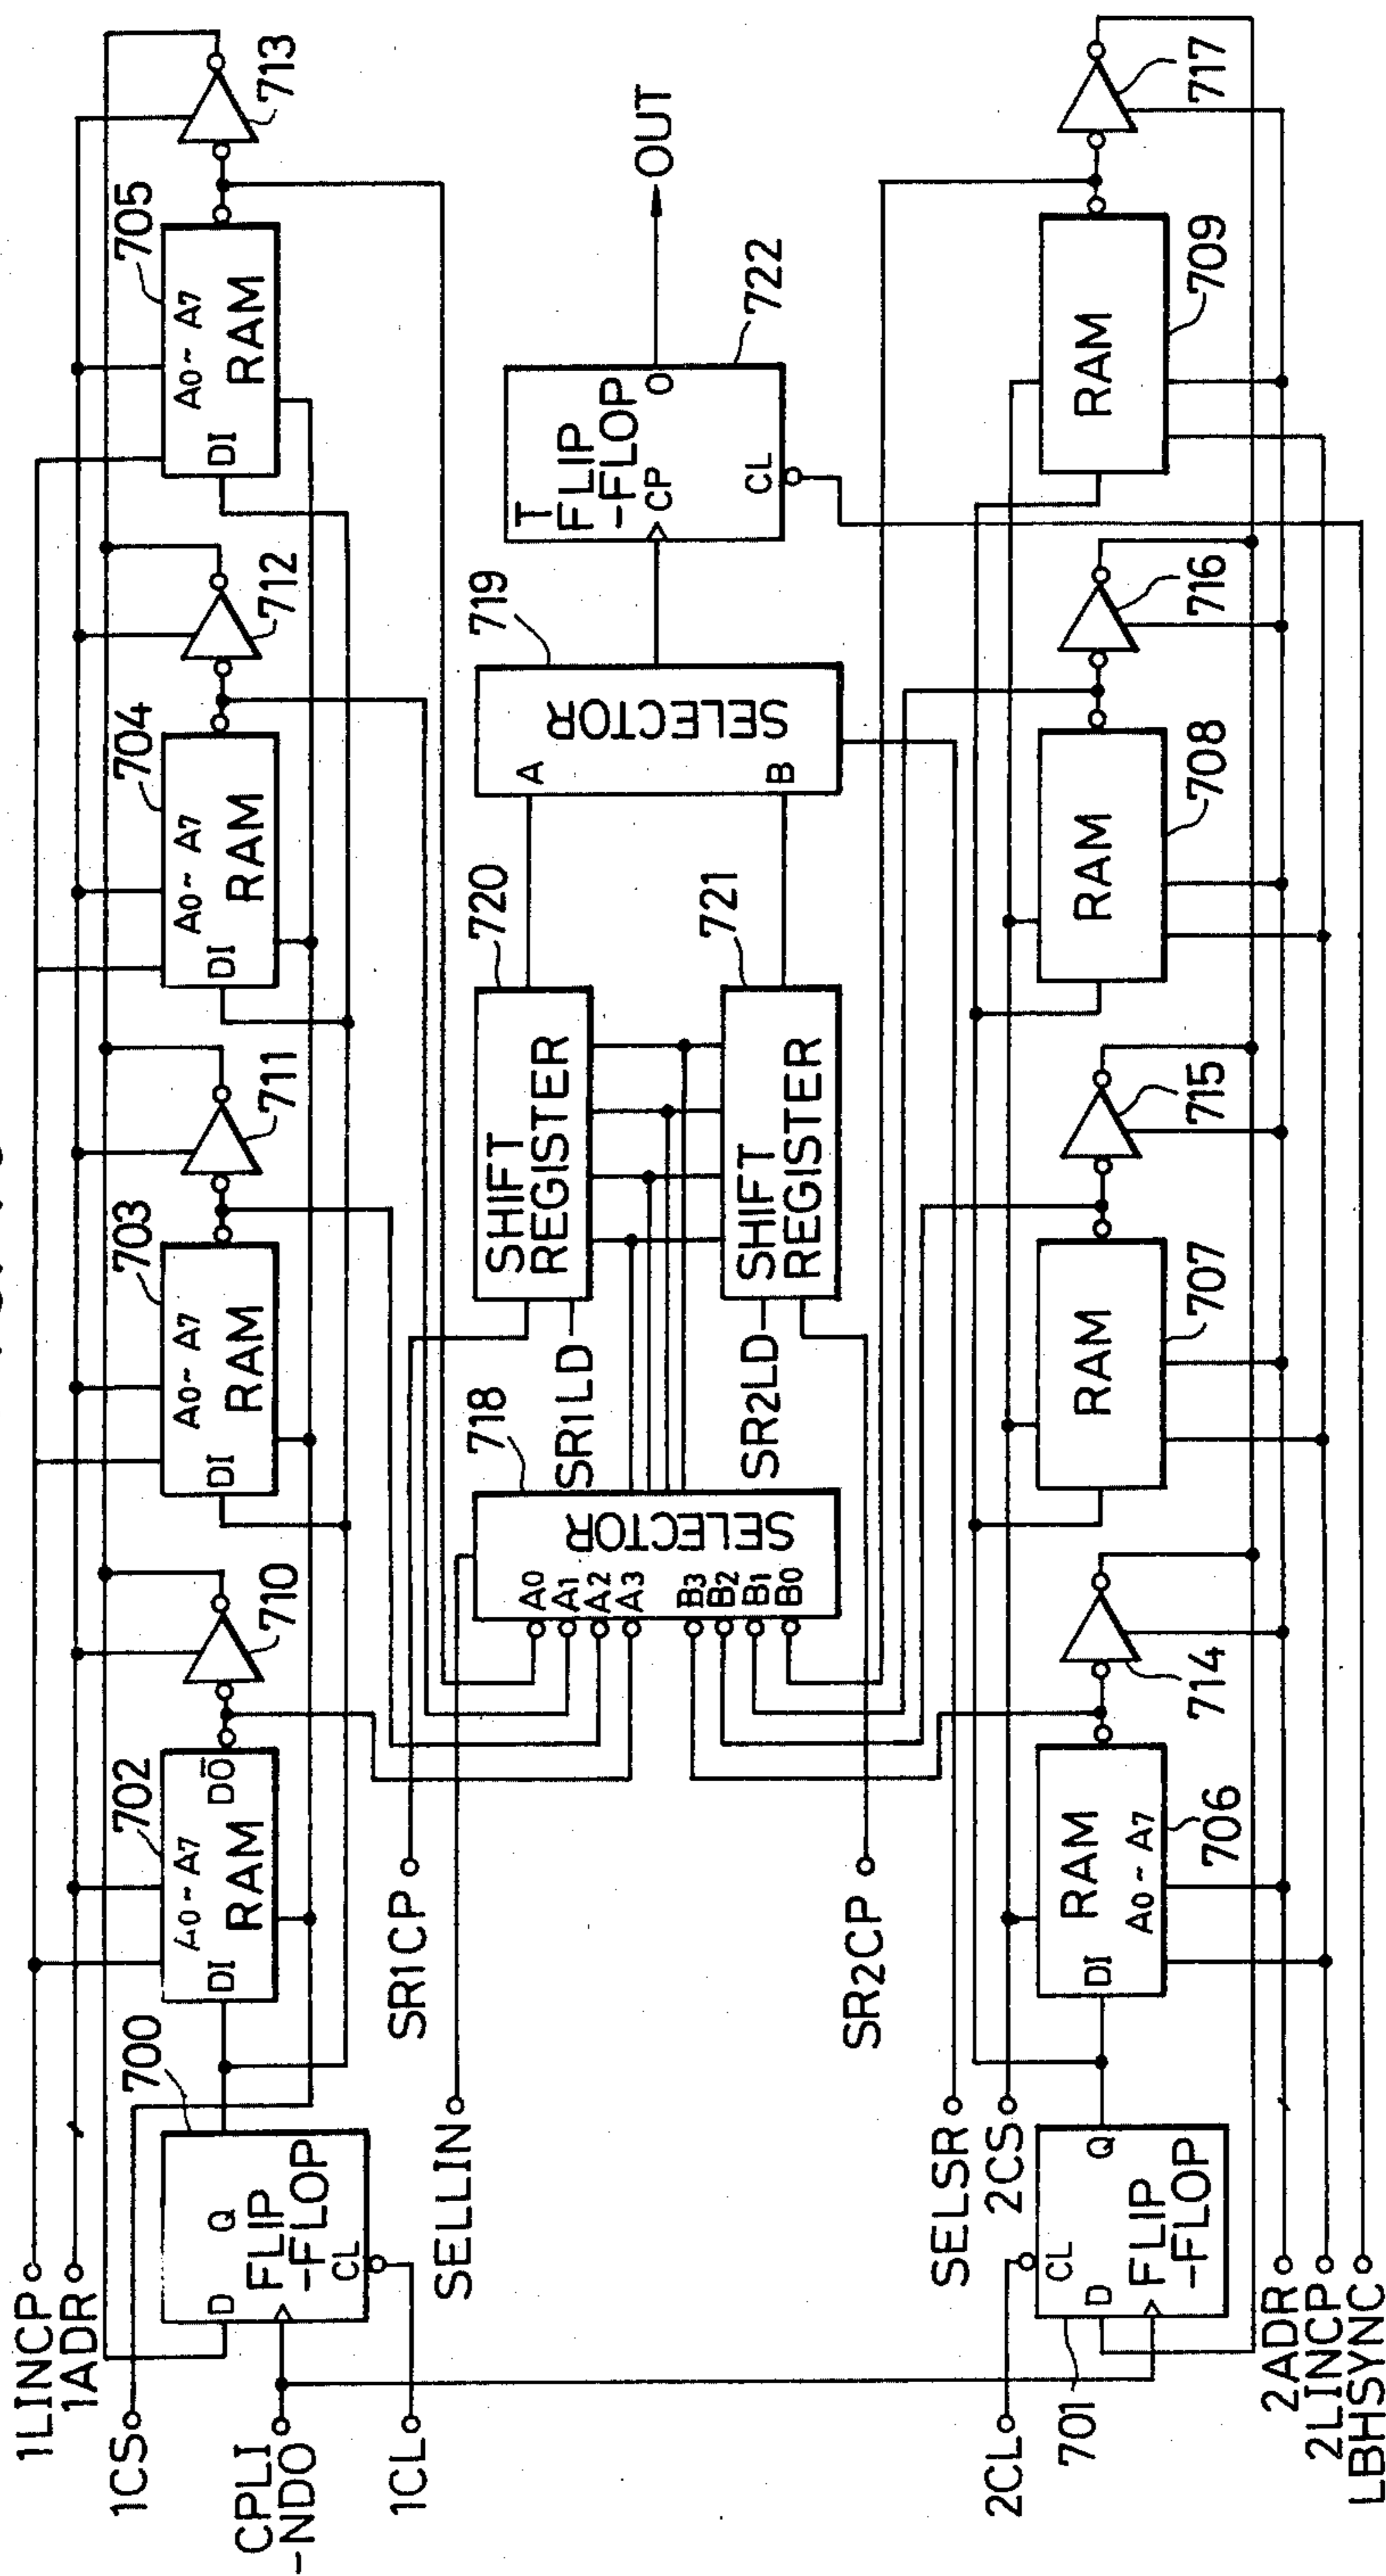 1LINCP
1ADR
1CS
CPLI
-NDO
1CL
700
D Q
FLIP
-FLOP
CL
702
A0~A7
DO̅
DI
RAM
710
703
A0~A7
DI
RAM
711
704
A0~A7
DI
RAM
712
705
A0~A7
DI
RAM
713
SELLIN
SR1CP
718
A0
A1
A2
A3
B3
B2
B1
B0
SELECTOR
SR1LD
SR2LD
720
SHIFT
REGISTER
721
SHIFT
REGISTER
719
A
B
SELECTOR
T
FLIP
-FLOP
CP
O
CL
722
OUT
SR2CP
SELSR
2CS
2CL
701
CL
D Q
FLIP
-FLOP
RAM
DI
A0~A7
706
714
RAM
707
715
RAM
708
716
RAM
709
717
2ADR
2LINCP
LBHSYNC